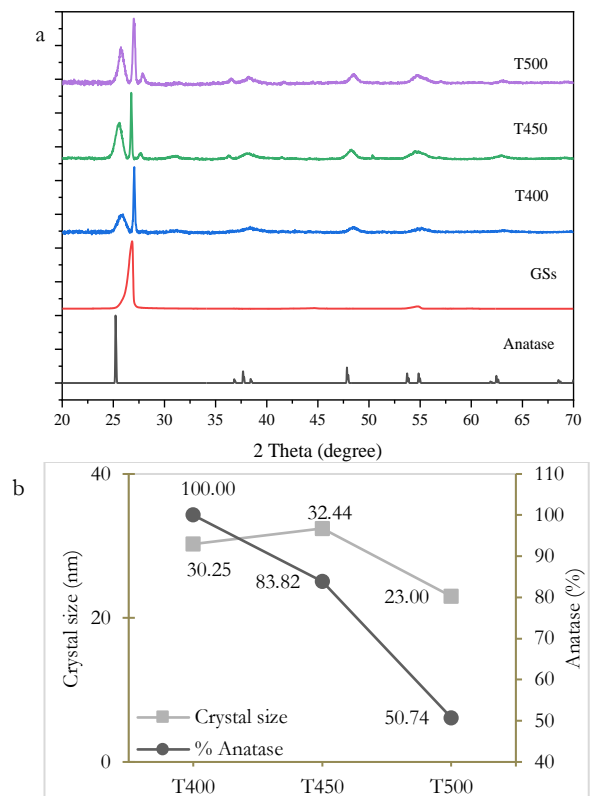 a
T500
T450
T400
GSs
Anatase
20 25 30 35 40 45 50 55 60 65 70
2 Theta (degree)
b
40
20
0
Crystal size (nm)
110
100
90
80
70
60
50
40
Anatase (%)
100.00
32.44
30.25
83.82
23.00
50.74
Crystal size
% Anatase
T400 T450 T500